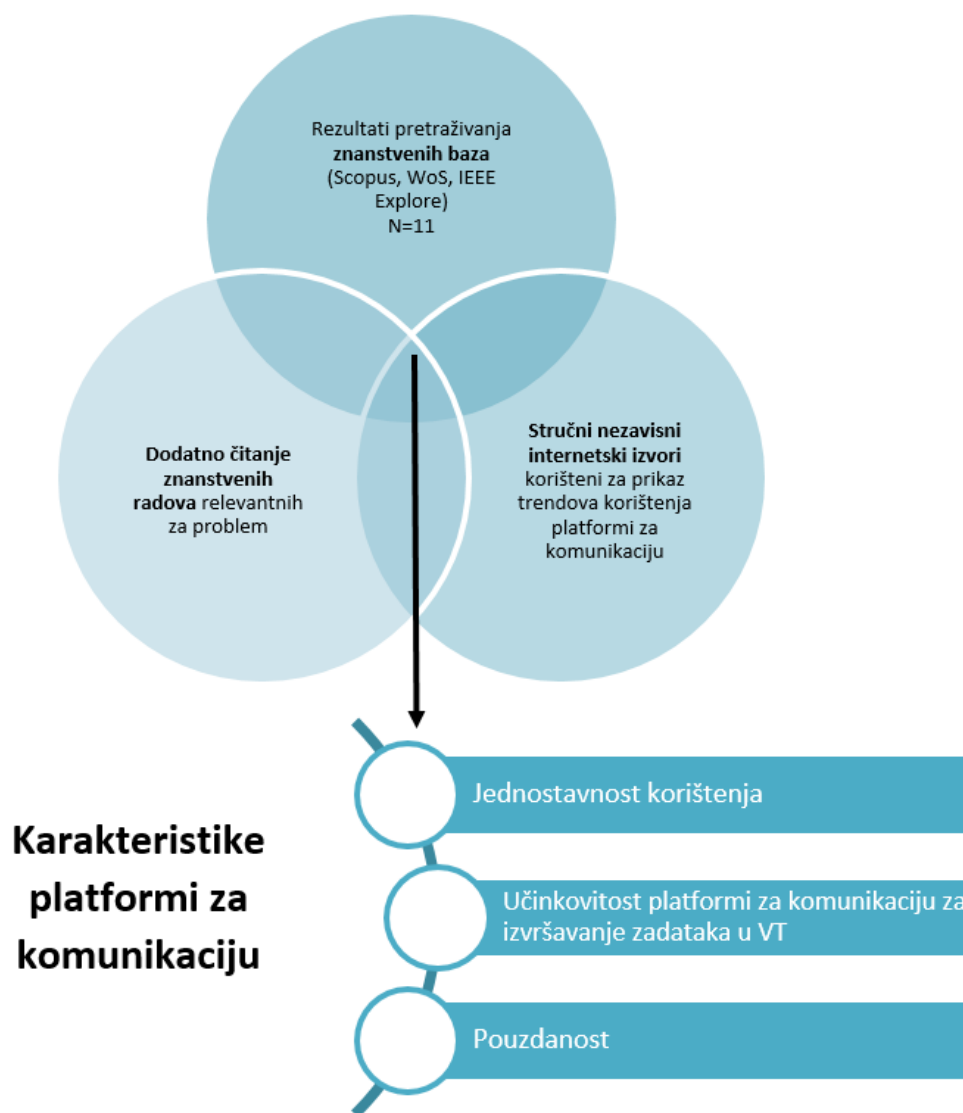 Rezultati pretraživanja
znanstvenih baza
(Scopus, WoS, IEEE
Explore)
N=11
Dodatno čitanje
znanstvenih
radova relevantnih
za problem
Stručni nezavisni
internetski izvori
korišteni za prikaz
trendova korištenja
platformi za
komunikaciju
Karakteristike
platformi za
komunikaciju
Jednostavnost korištenja
Učinkovitost platformi za komunikaciju za
izvršavanje zadataka u VT
Pouzdanost